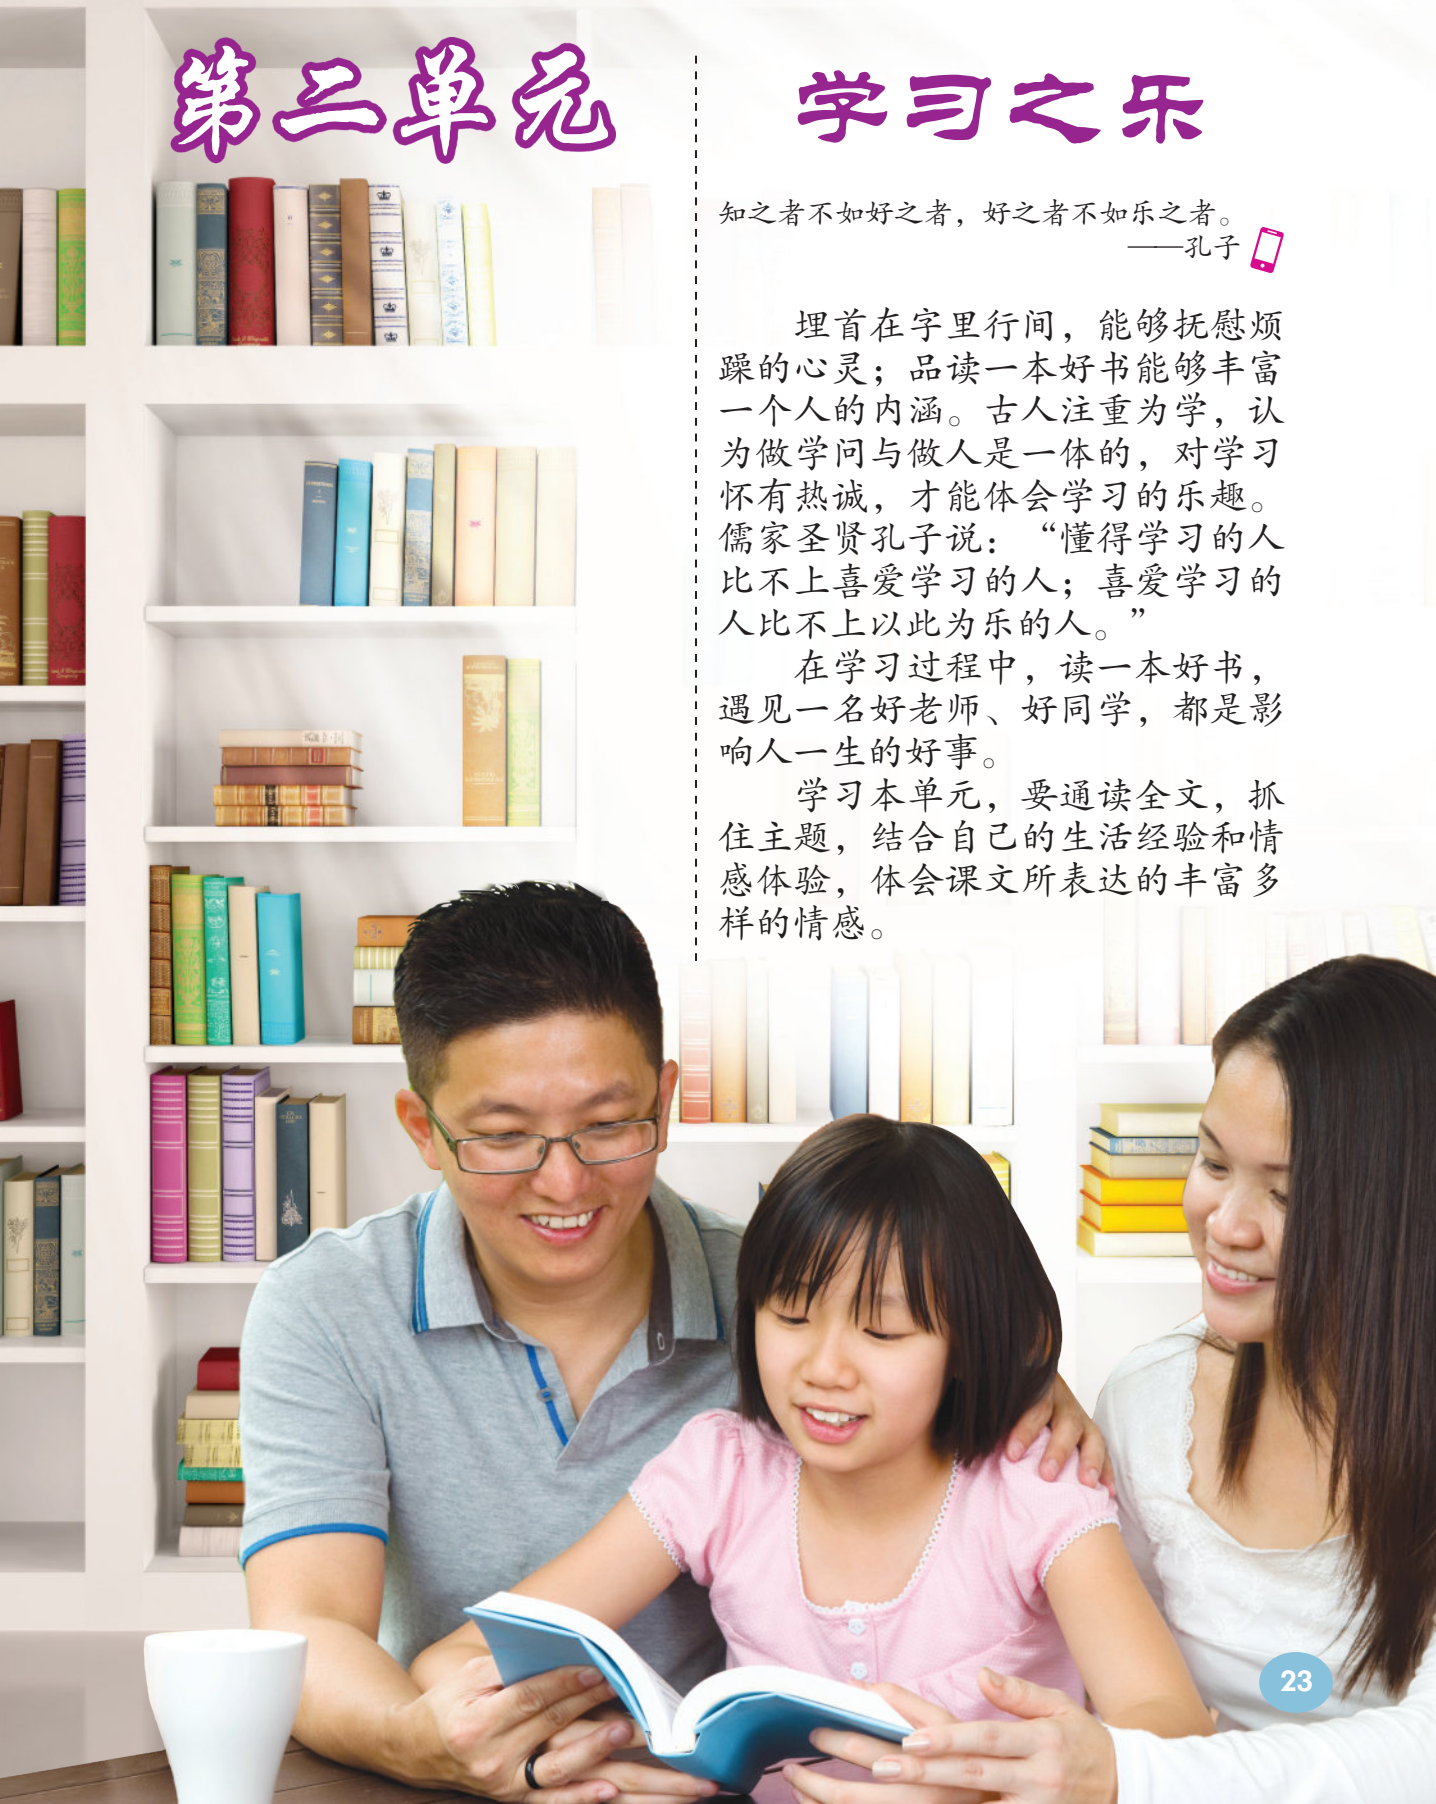 第二单元
学习之乐
知之者不如好之者，好之者不如乐之者。
——孔子
埋首在字里行间，能够抚慰烦
躁的心灵；品读一本好书能够丰富
一个人的内涵。古人注重为学，认
为做学问与做人是一体的，对学习
怀有热诚，才能体会学习的乐趣。
儒家圣贤孔子说：“懂得学习的人
比不上喜爱学习的人；喜爱学习的
人比不上以此为乐的人。”
在学习过程中，读一本好书，
遇见一名好老师、好同学，都是影
响人一生的好事。
学习本单元，要通读全文，抓
住主题，结合自己的生活经验和情
感体验，体会课文所表达的丰富多
样的情感。
23